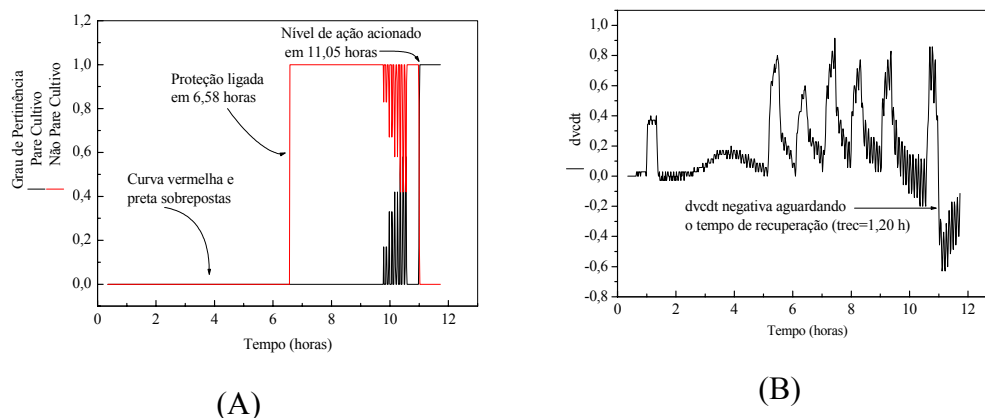 1,2
1,0
0,8
0,6
0,4
0,2
0,0
Grau de Pertinência
Pare Cultivo
Não Pare Cultivo
Nível de ação acionado
em 11,05 horas
Proteção ligada
em 6,58 horas
Curva vermelha e
preta sobrepostas
0 2 4 6 8 10 12
Tempo (horas)
(A)
B)
1,0
0,8
0,6
0,4
0,2
0,0
-0,2
-0,4
-0,6
-0,8
dvcdt
dvcdt negativa aguardando
o tempo de recuperação (trec=1,20 h)
0 2 4 6 8 10 12
Tempo (horas)
(B)